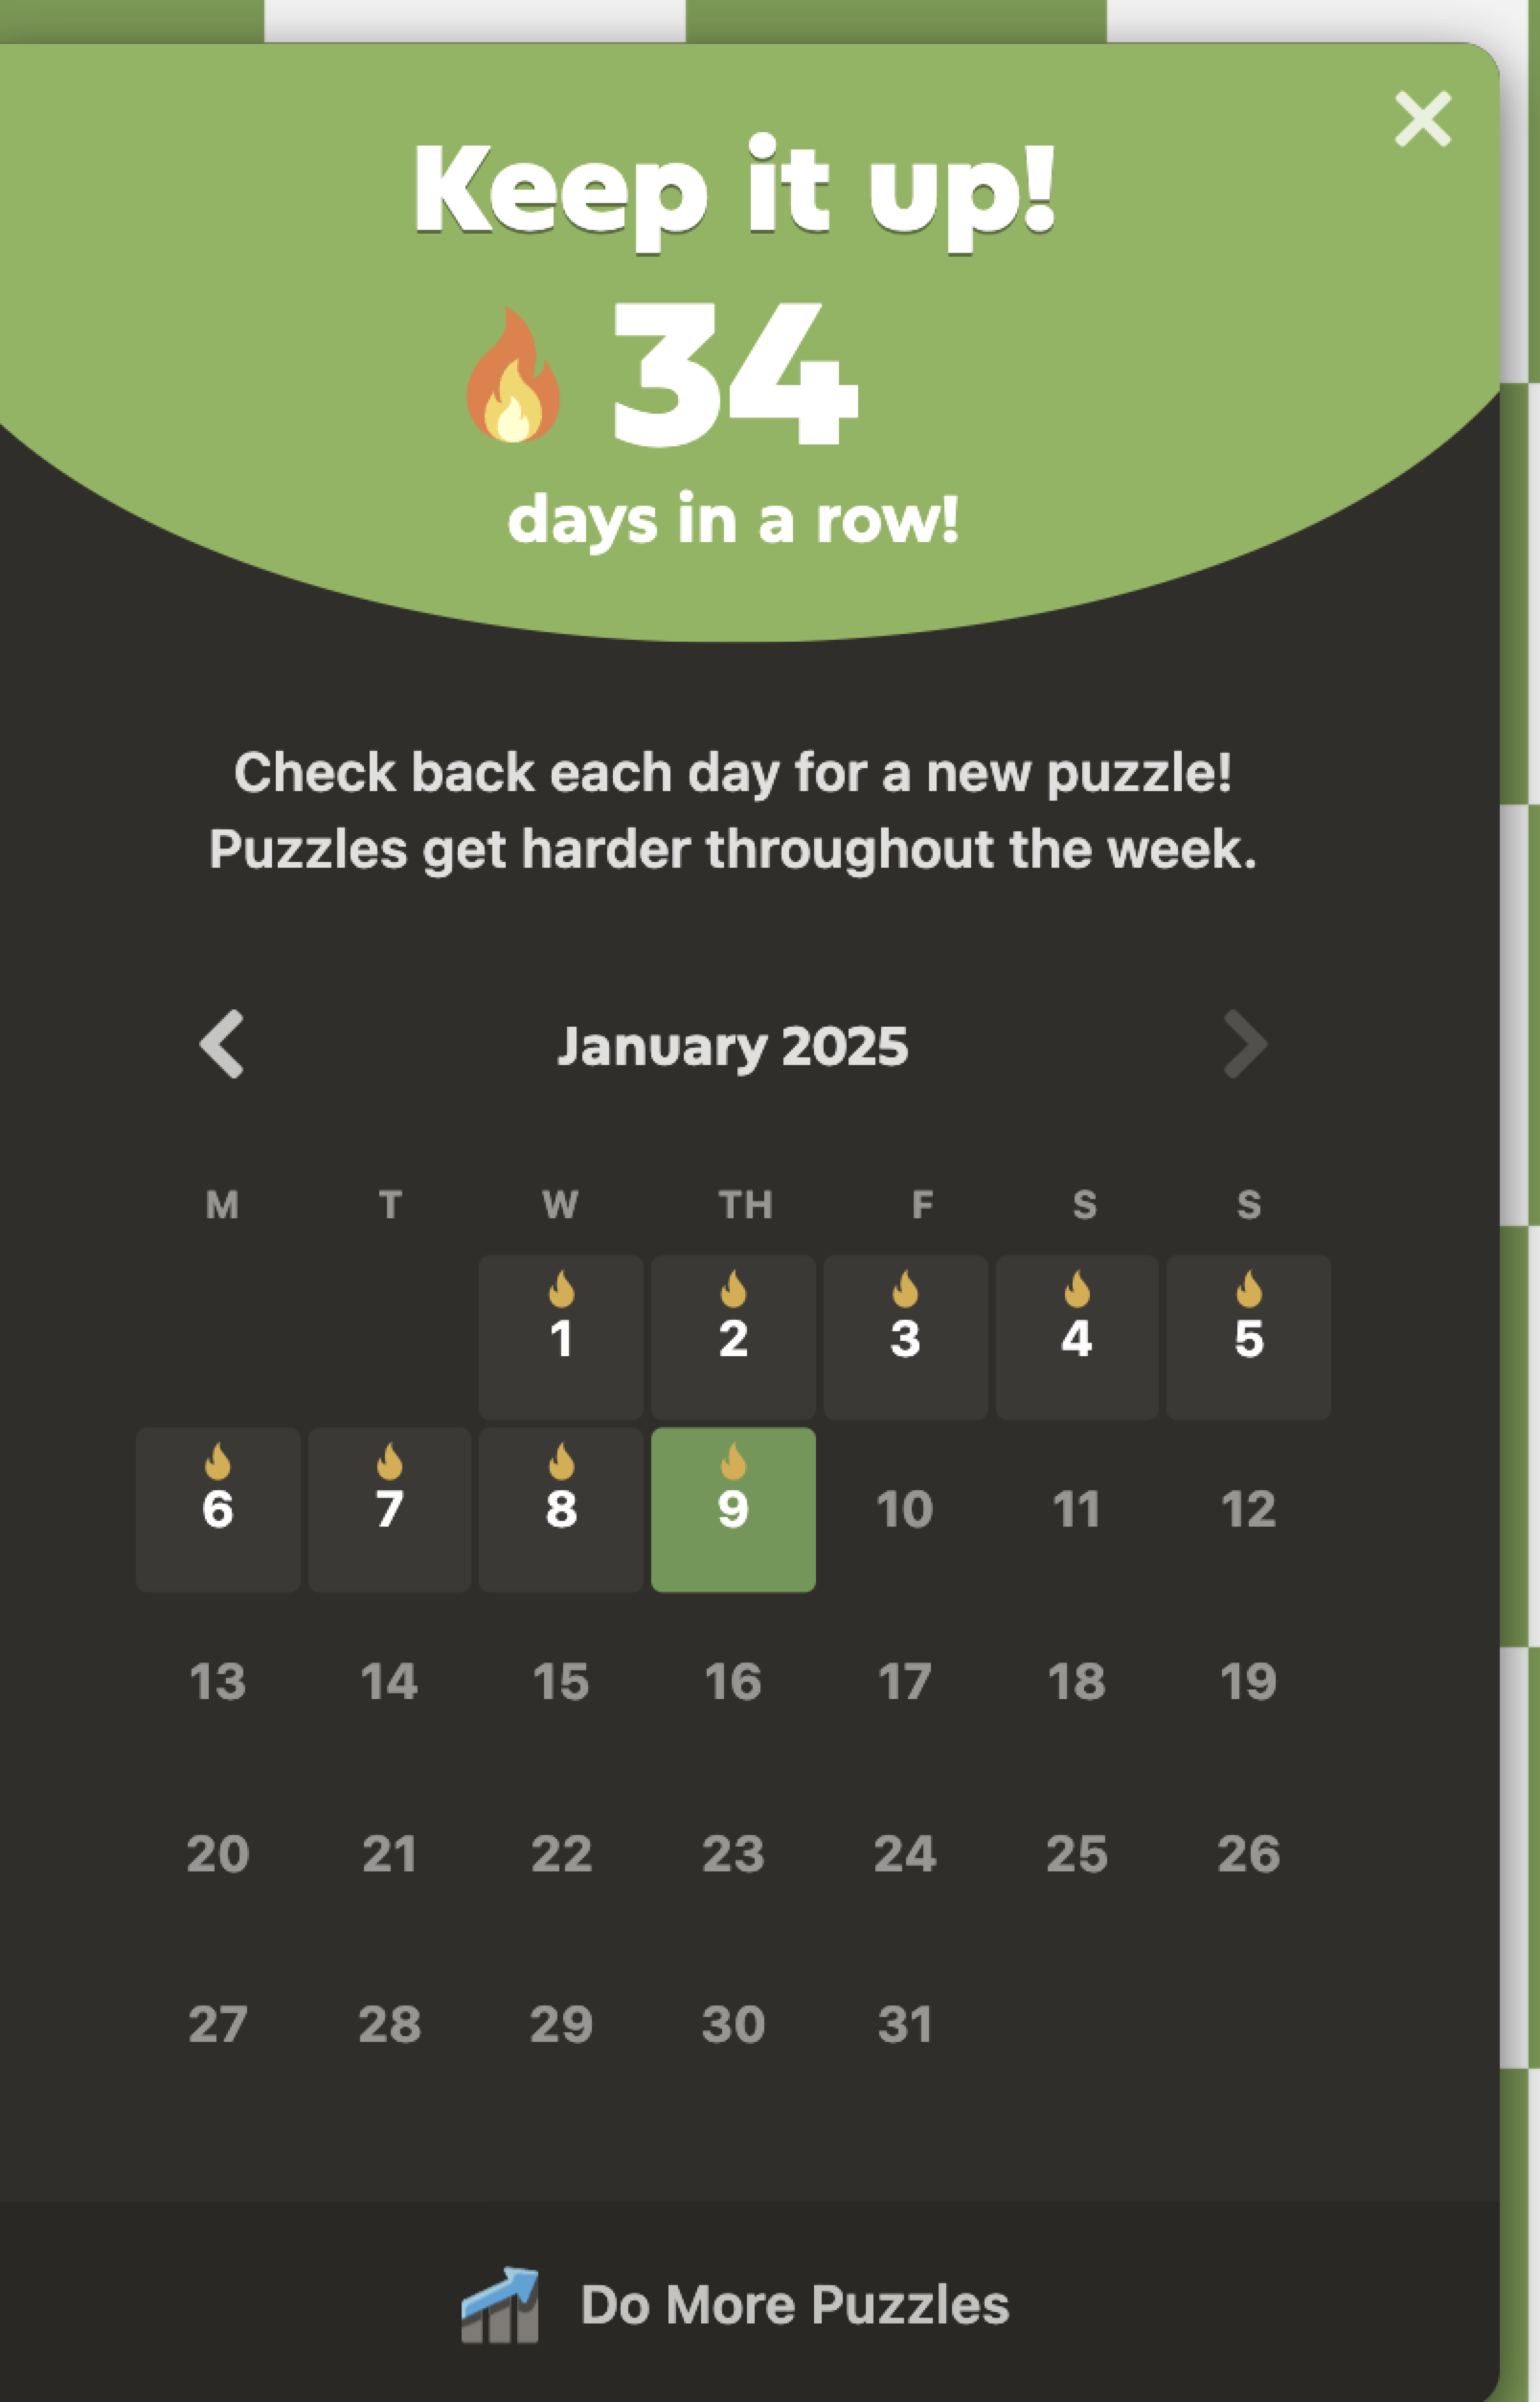 Keep it up!
34
days in a row!
Check back each day for a new puzzle!
Puzzles get harder throughout the week.
January 2025
M T W TH F S S
1 2 3 4 5
6 7 8 9 10 11 12
13 14 15 16 17 18 19
20 21 22 23 24 25 26
27 28 29 30 31
Do More Puzzles